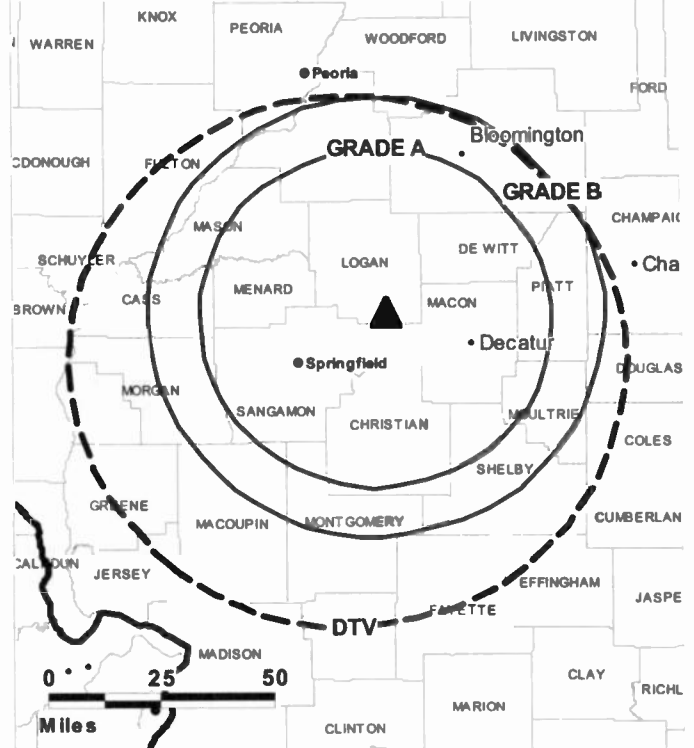 KNOX
PEORIA
WARREN
WOODFORD
LIVINGSTON
Peoria
FORD
Bloomington
GRADE A
CDONOUGH
FULTON
GRADE B
CHAMPAIG
MASON
DE WITT
SCHUYLER
LOGAN
Cha
MENARD
PIATT
CASS
MACON
BROWN
Decatur
Springfield
DOUGLAS
MORGAN
SANGAMON
MOULTRIE
CHRISTIAN
COLES
SHELBY
GREENE
MACOUPIN
MONTGOMERY
CUMBERLAN
CALHOUN
JERSEY
EFFINGHAM
JASPE
FAYETTE
DTV
MADISON
0 25 50
CLAY
RICHL
MARION
Miles
CLINTON